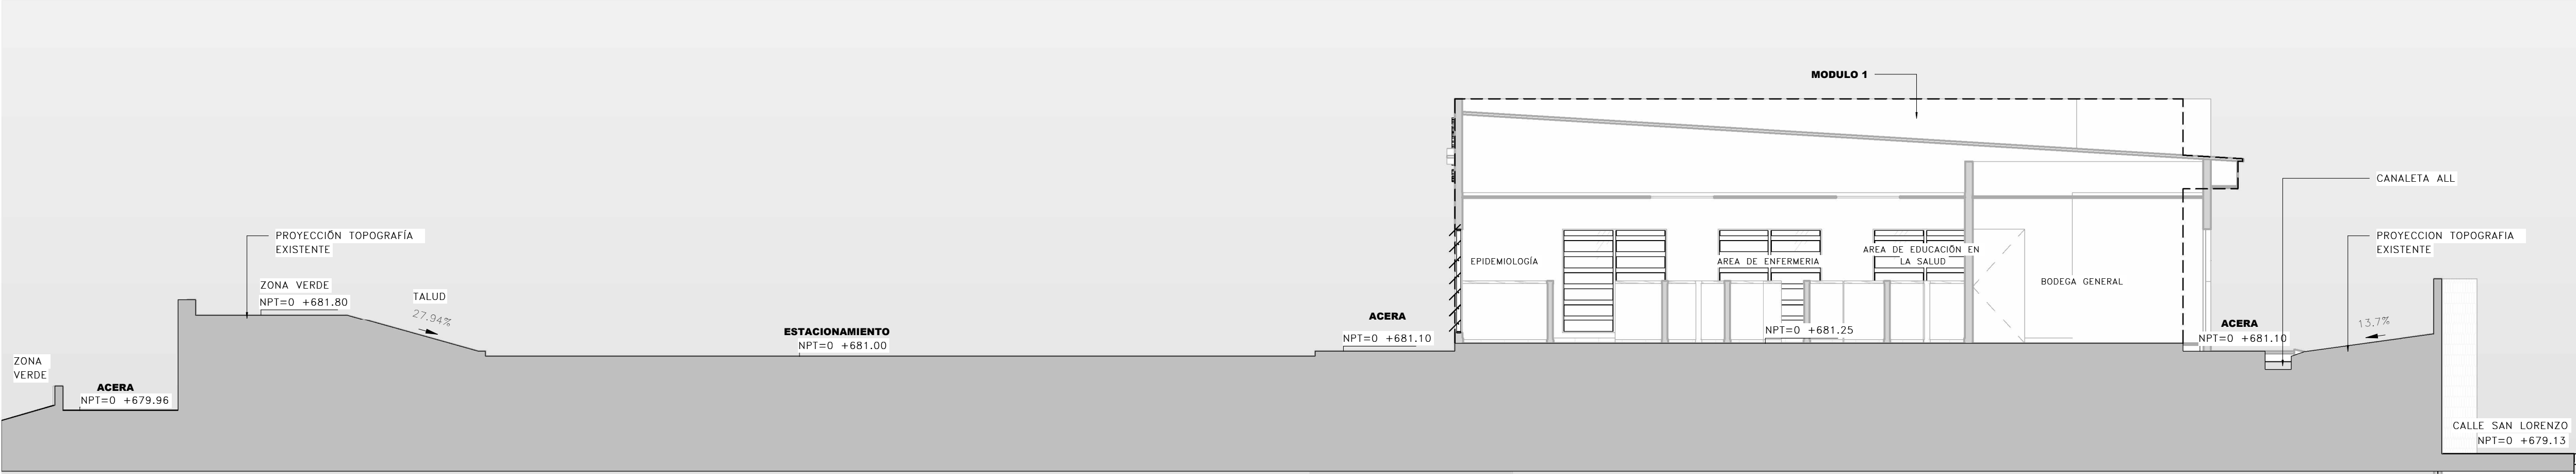 MODULO 1
CANALETA ALL
PROYECCIÓN TOPOGRAFÍA
EXISTENTE
PROYECCION TOPOGRAFIA
EXISTENTE
AREA DE EDUCACIÓN EN
LA SALUD
EPIDEMIOLOGÍA
AREA DE ENFERMERIA
BODEGA GENERAL
ZONA VERDE
NPT=0 +681.80
TALUD
27.94%
ACERA
NPT=0 +681.10
ESTACIONAMIENTO
NPT=0 +681.00
NPT=0 +681.25
ACERA
NPT=0 +681.10
13.7%
ZONA
VERDE
ACERA
NPT=0 +679.96
CALLE SAN LORENZO
NPT=0 +679.13